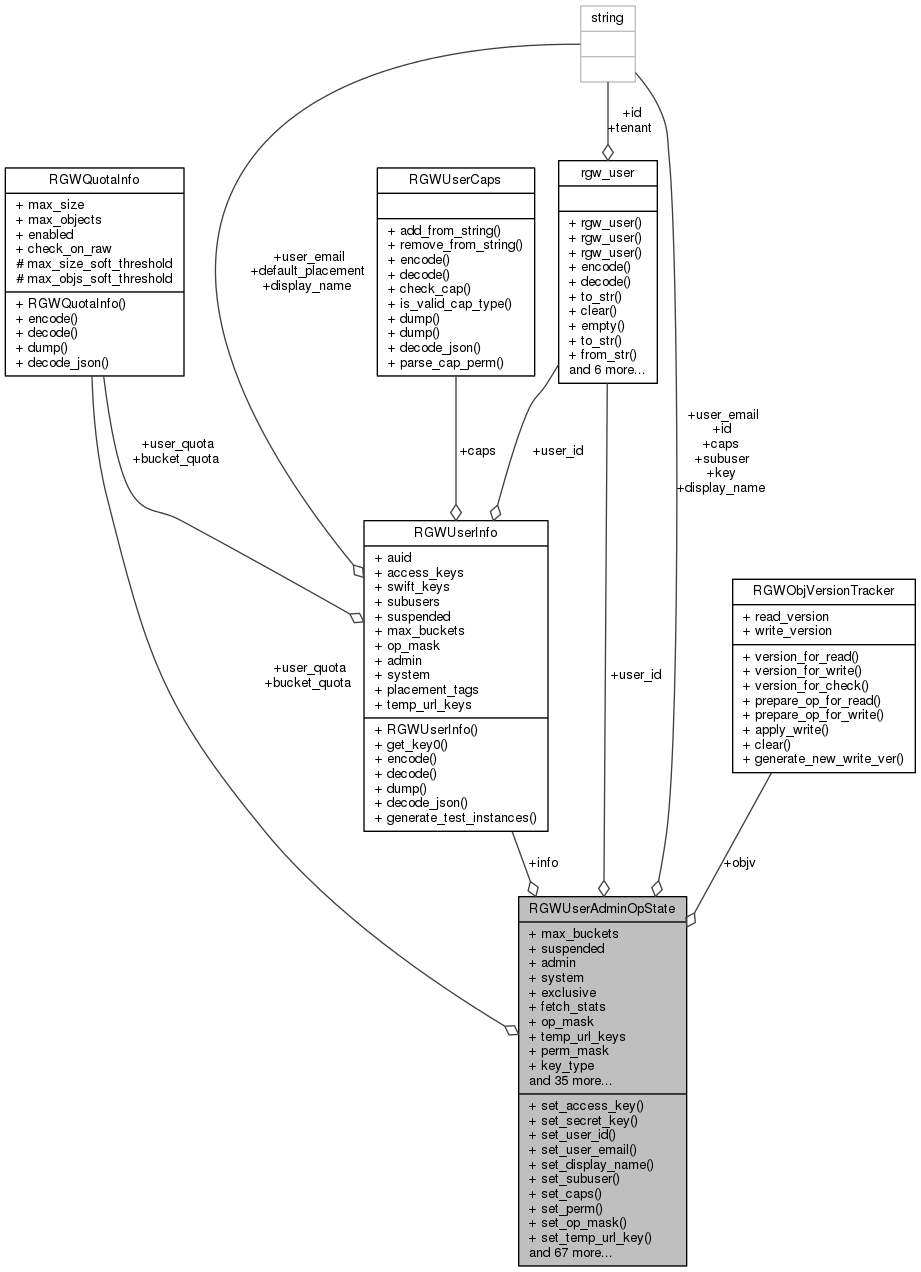 string
+id
+tenant
RGWQuotaInfo
+ max_size
+ max_objects
+ enabled
+ check_on_raw
# max_size_soft_threshold
# max_objs_soft_threshold
+ RGWQuotaInfo()
+ encode()
+ decode()
+ dump()
+ decode_json()
+user_email
+default_placement
+display_name
RGWUserCaps
+ add_from_string()
+ remove_from_string()
+ encode()
+ decode()
+ check_cap()
+ is_valid_cap_type()
+ dump()
+ dump()
+ decode_json()
+ parse_cap_perm()
rgw_user
+ rgw_user()
+ rgw_user()
+ rgw_user()
+ encode()
+ decode()
+ to_str()
+ clear()
+ empty()
+ to_str()
+ from_str()
and 6 more...
+user_quota
+bucket_quota
+caps
+user_id
+user_email
+id
+caps
+subuser
+key
+display_name
RGWUserInfo
+ auid
+ access_keys
+ swift_keys
+ subusers
+ suspended
+ max_buckets
+ op_mask
+ admin
+ system
+ placement_tags
+ temp_url_keys
+ RGWUserInfo()
+ get_key0()
+ encode()
+ decode()
+ dump()
+ decode_json()
+ generate_test_instances()
+user_quota
+bucket_quota
+user_id
RGWObjVersionTracker
+ read_version
+ write_version
+ version_for_read()
+ version_for_write()
+ version_for_check()
+ prepare_op_for_read()
+ prepare_op_for_write()
+ apply_write()
+ clear()
+ generate_new_write_ver()
+info
+objv
RGWUserAdminOpState
+ max_buckets
+ suspended
+ admin
+ system
+ exclusive
+ fetch_stats
+ op_mask
+ temp_url_keys
+ perm_mask
+ key_type
and 35 more...
+ set_access_key()
+ set_secret_key()
+ set_user_id()
+ set_user_email()
+ set_display_name()
+ set_subuser()
+ set_caps()
+ set_perm()
+ set_op_mask()
+ set_temp_url_key()
and 67 more...